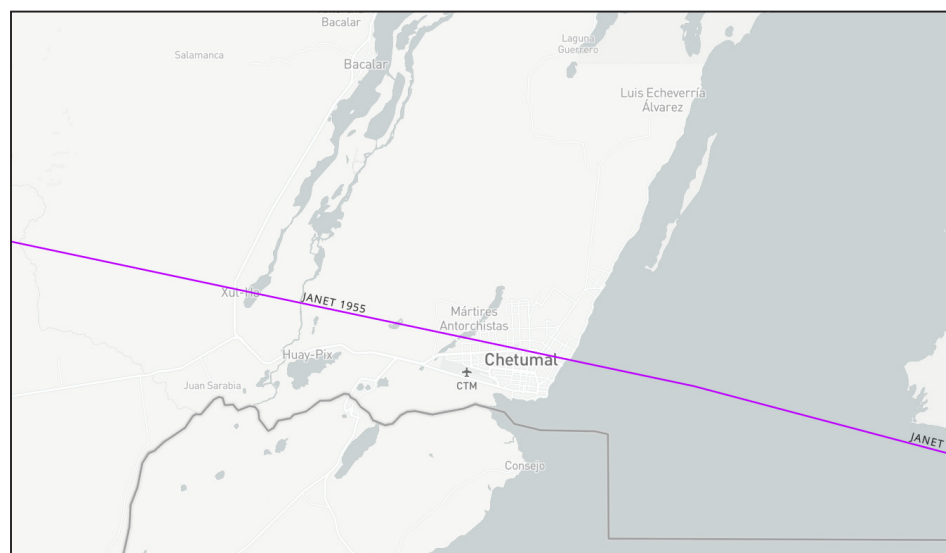 Bacalar
Salamanca
Bacalar
Laguna
Guerrero
Luis Echeverría
Álvarez
Xul-Ha
JANET 1955
Mártires
Antorchistas
Huay-Pix
Chetumal
CTM
Juan Sarabia
JANET
Consejo